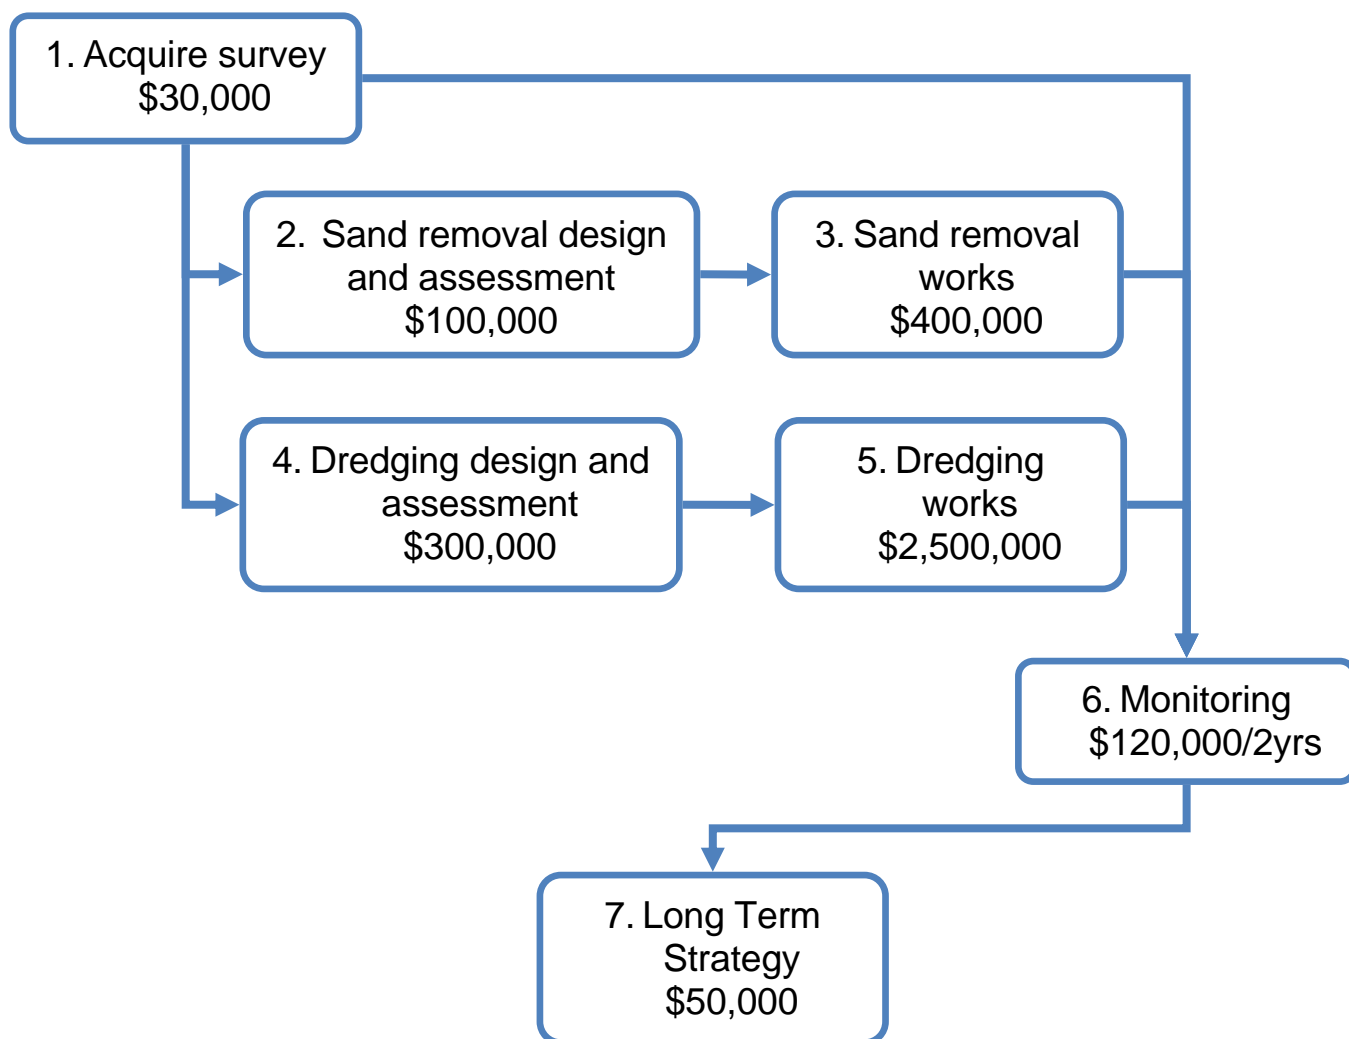 1. Acquire survey
$30,000
2. Sand removal design
and assessment
$100,000
3. Sand removal
works
$400,000
4. Dredging design and
assessment
$300,000
5. Dredging
works
$2,500,000
6. Monitoring
$120,000/2yrs
7. Long Term
Strategy
$50,000